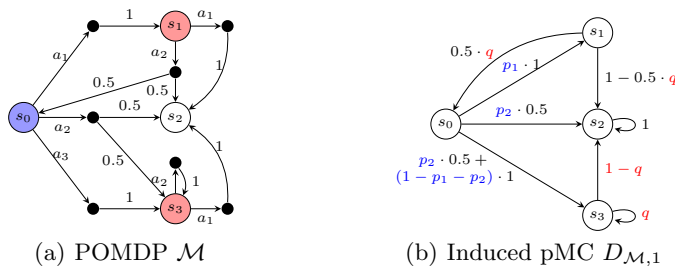 1
s₁
a₁
a₁
a₂
1
0.5
0.5
s₀
a₂
0.5
s₂
a₃
0.5
1
1
1
s₃
a₁
(a) POMDP ℳ
s₁
0.5 · q
p₁ · 1
1 − 0.5 · q
s₀
p₂ · 0.5
s₂
1
p₂ · 0.5 +
(1 − p₁ − p₂) · 1
1 − q
s₃
q
(b) Induced pMC D_{ℳ,1}